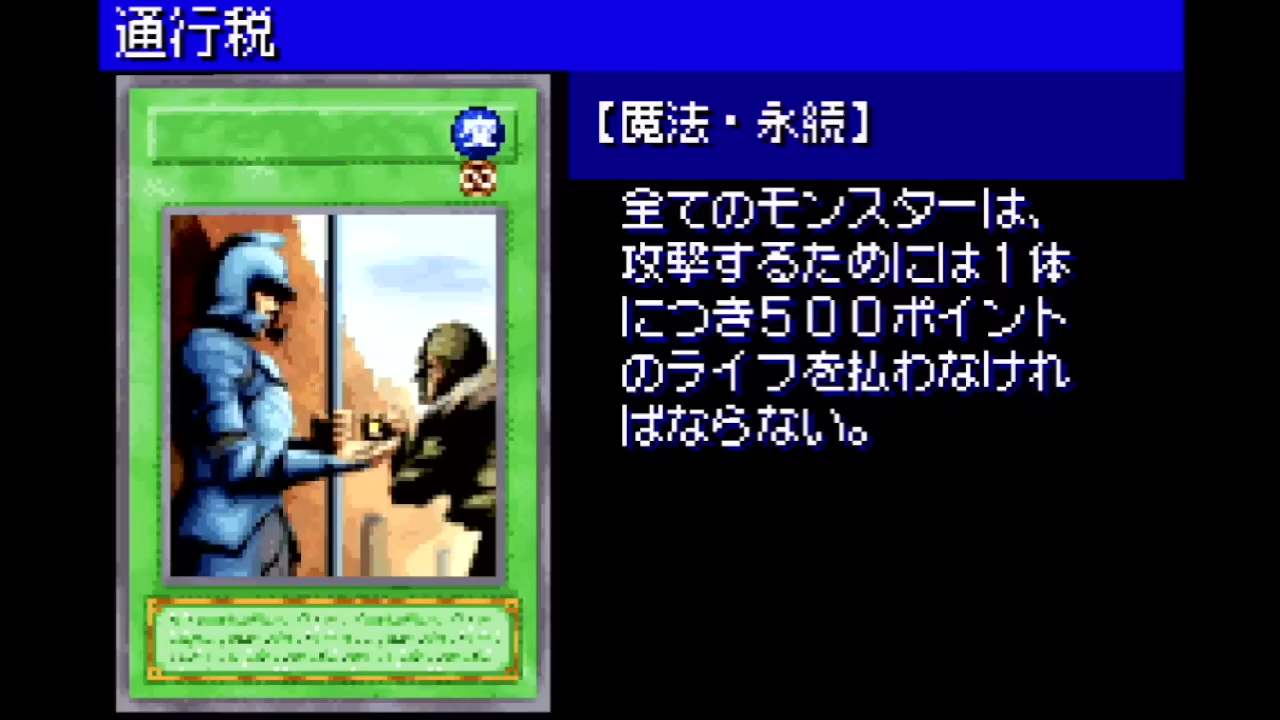 通行税
【魔法・永続】
全てのモンスターは、
攻撃するためには１体
につき５００ポイント
のライフを払わなけれ
ばならない。